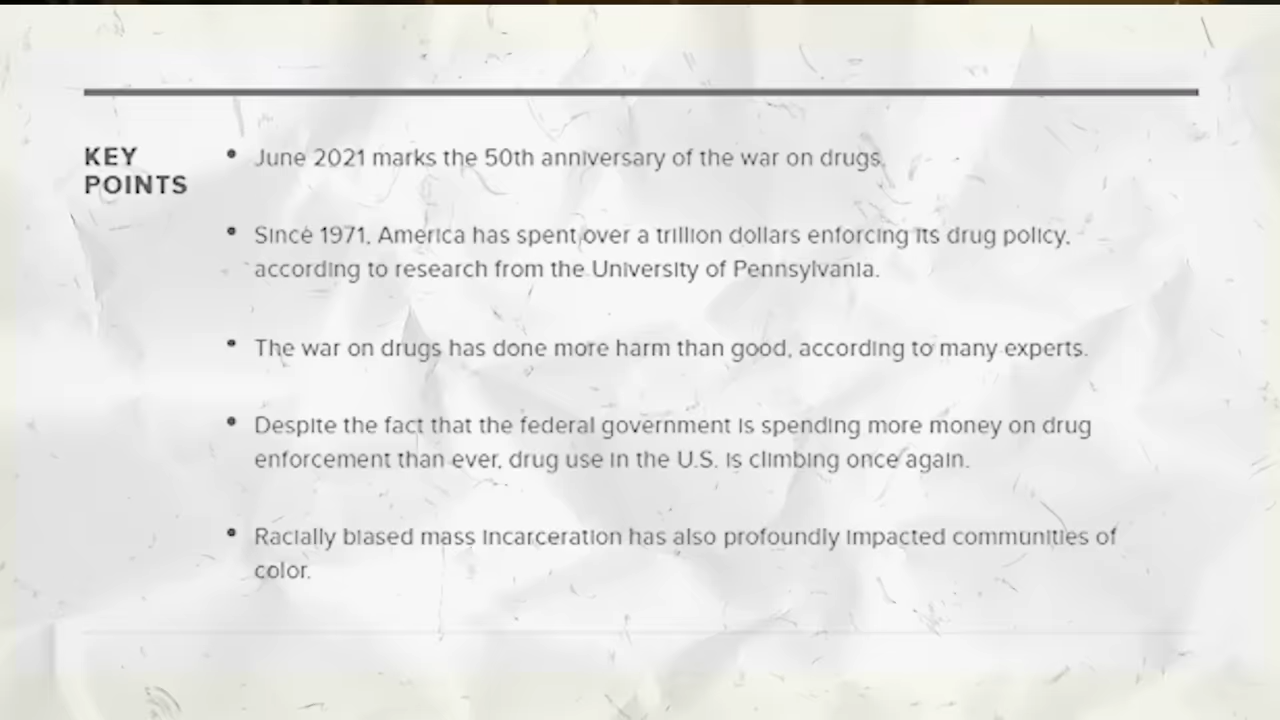 KEY
POINTS
• June 2021 marks the 50th anniversary of the war on drugs.
• Since 1971, America has spent over a trillion dollars enforcing its drug policy,
according to research from the University of Pennsylvania.
• The war on drugs has done more harm than good, according to many experts.
• Despite the fact that the federal government is spending more money on drug
enforcement than ever, drug use in the U.S. is climbing once again.
• Racially biased mass incarceration has also profoundly impacted communities of
color.